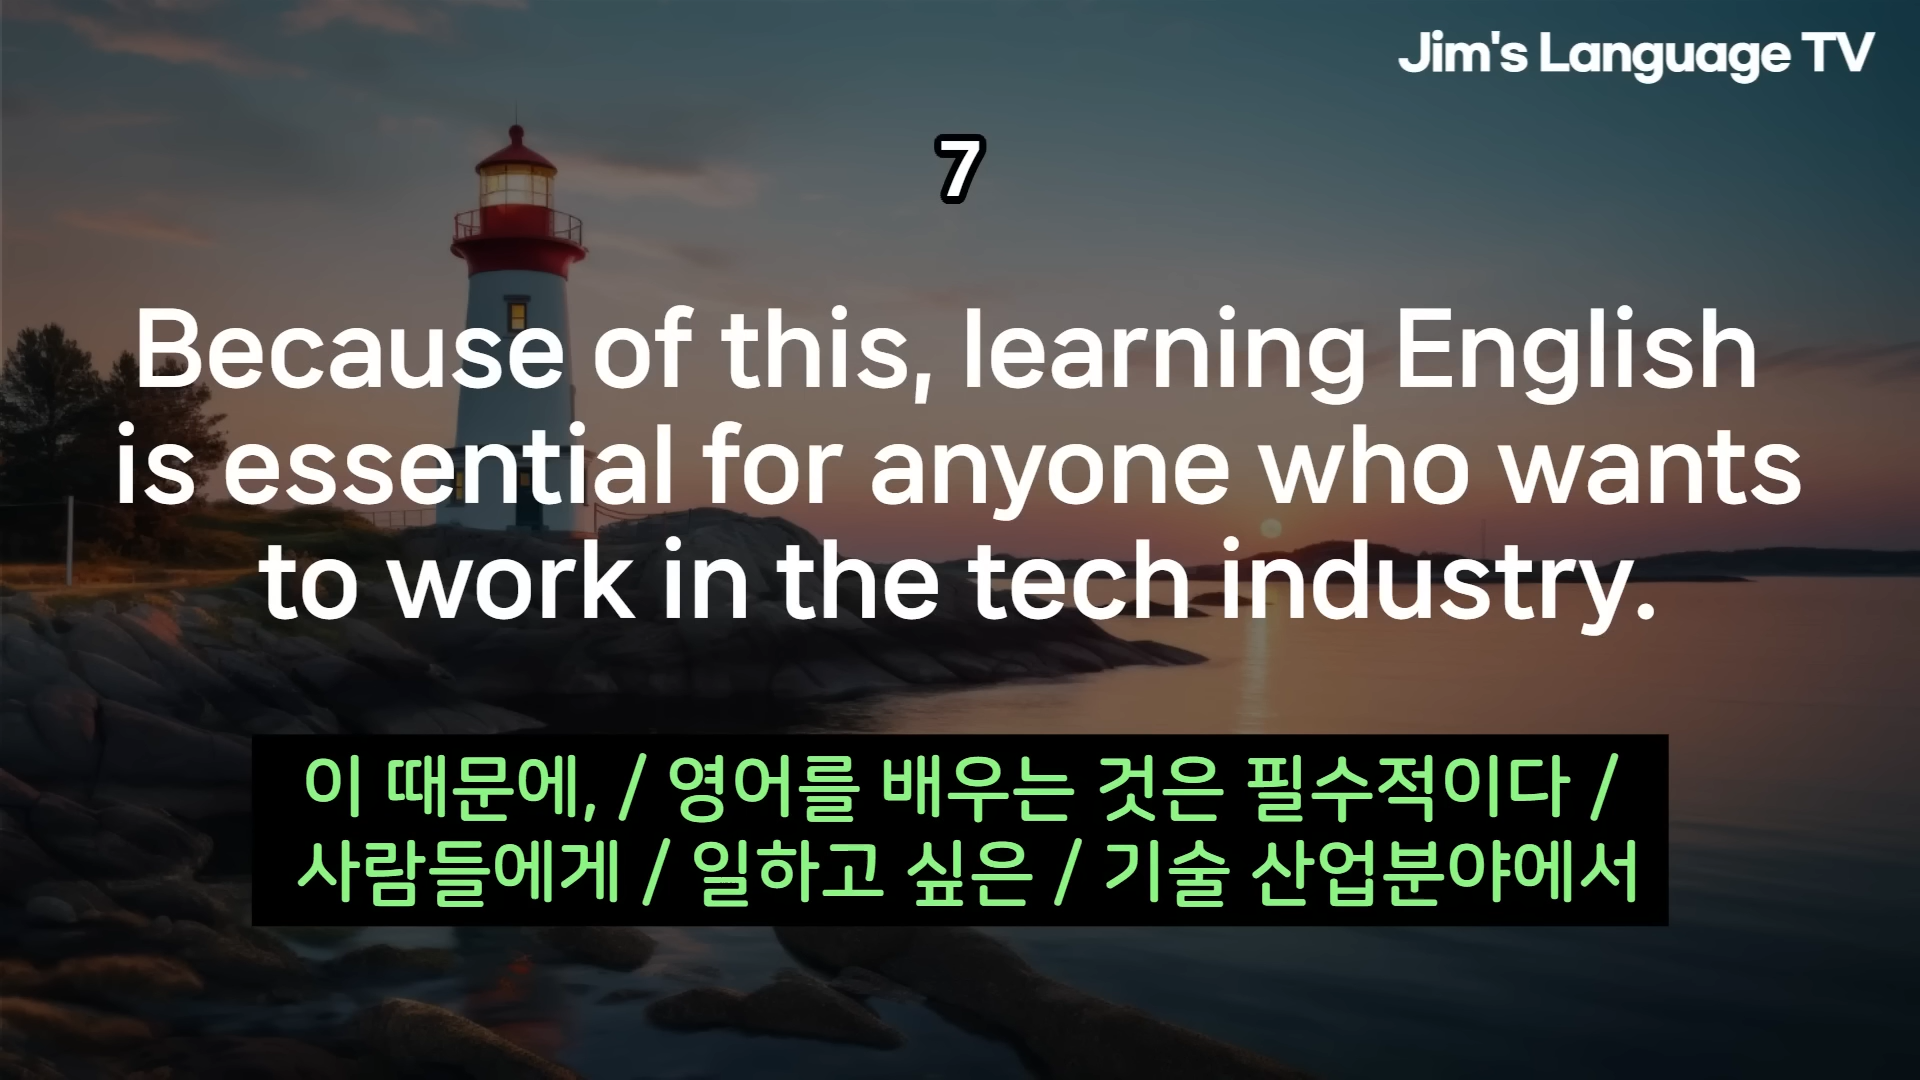 Jim's Language TV
7
Because of this, learning English
is essential for anyone who wants
to work in the tech industry.
이 때문에, / 영어를 배우는 것은 필수적이다 /
사람들에게 / 일하고 싶은 / 기술 산업분야에서